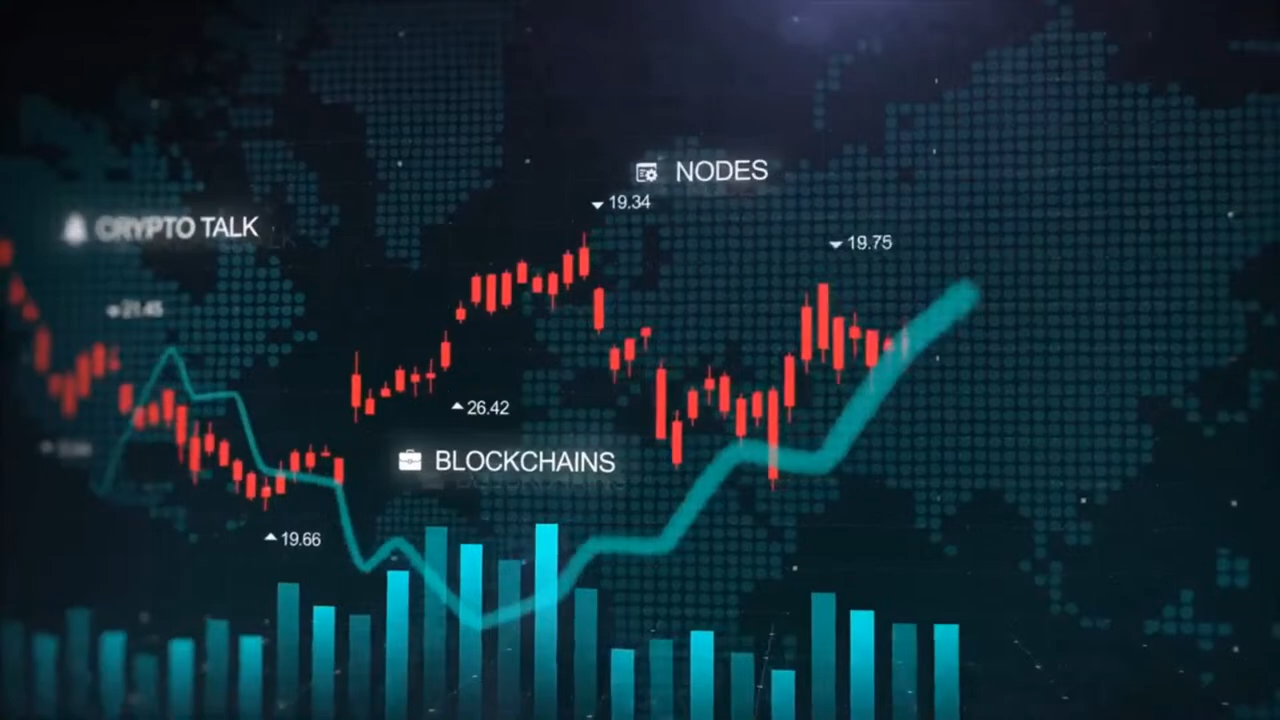 NODES
19.34
CRYPTO TALK
19.75
21.45
26.42
BLOCKCHAINS
19.66